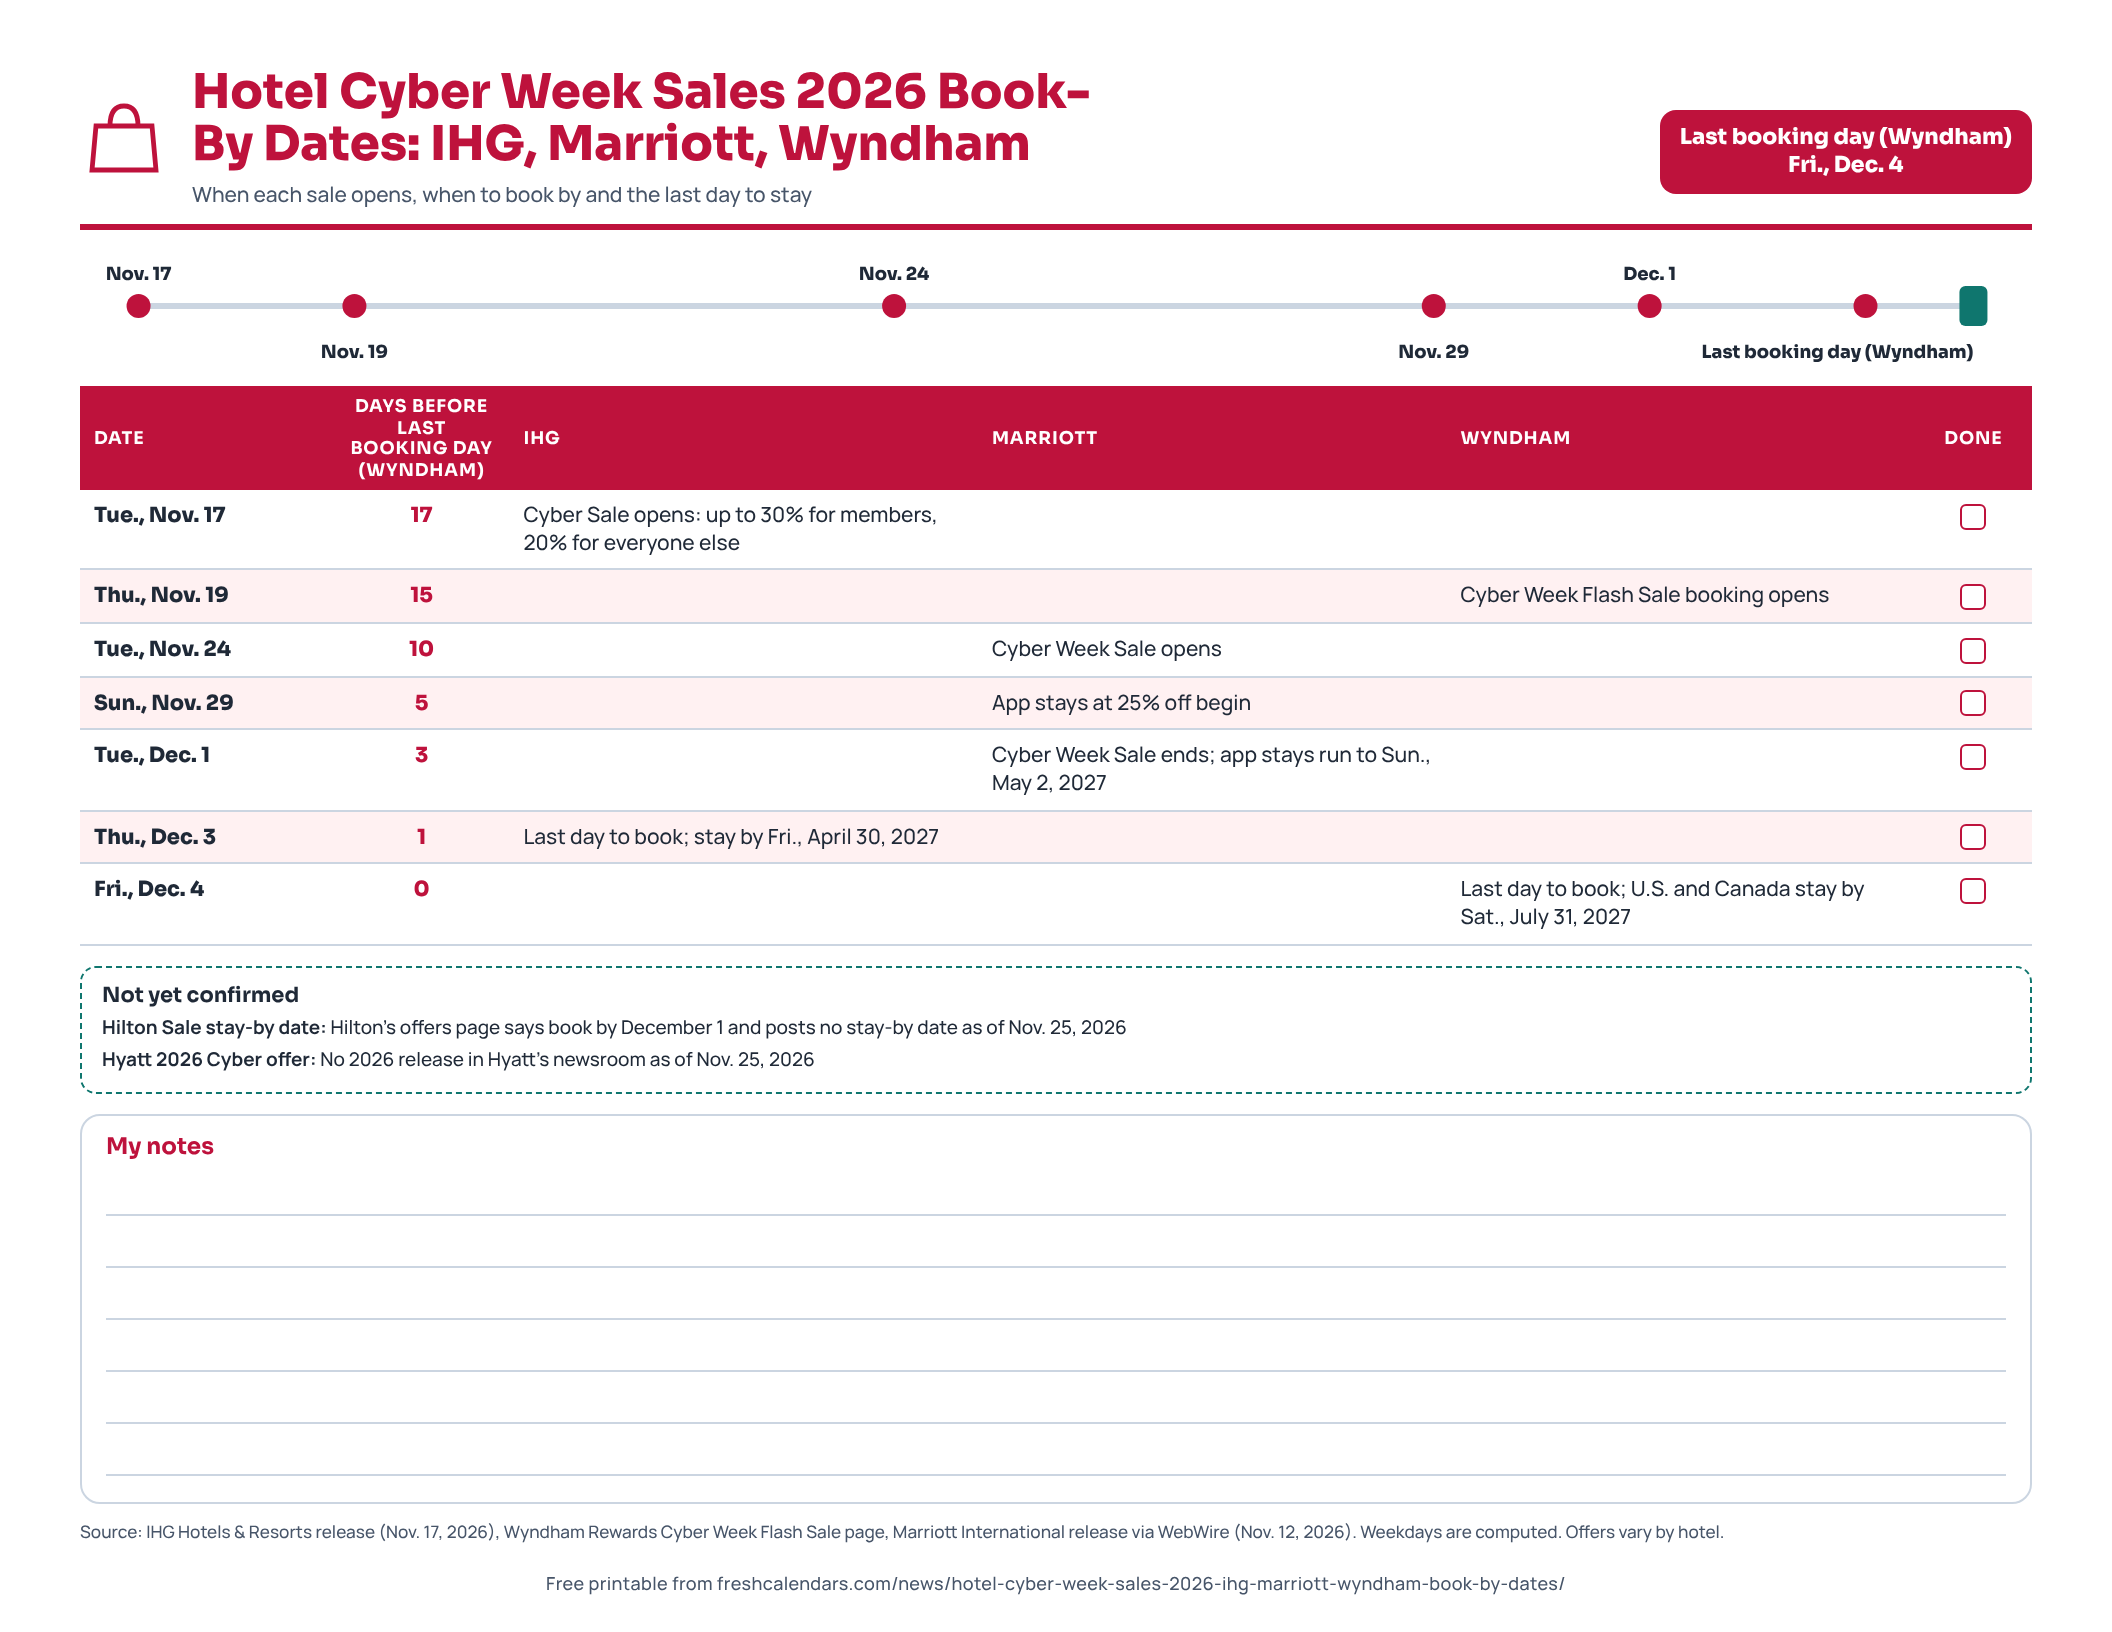 Hotel Cyber Week Sales 2026 Book-
By Dates: IHG, Marriott, Wyndham
When each sale opens, when to book by and the last day to stay
Last booking day (Wyndham)
Fri., Dec. 4
Nov. 17
Nov. 24
Dec. 1
Nov. 19
Nov. 29
Last booking day (Wyndham)
DATE
DAYS BEFORE
LAST
BOOKING DAY
(WYNDHAM)
IHG
MARRIOTT
WYNDHAM
DONE
Tue., Nov. 17
17
Cyber Sale opens: up to 30% for members,
20% for everyone else
Thu., Nov. 19
15
Cyber Week Flash Sale booking opens
Tue., Nov. 24
10
Cyber Week Sale opens
Sun., Nov. 29
5
App stays at 25% off begin
Tue., Dec. 1
3
Cyber Week Sale ends; app stays run to Sun.,
May 2, 2027
Thu., Dec. 3
1
Last day to book; stay by Fri., April 30, 2027
Fri., Dec. 4
0
Last day to book; U.S. and Canada stay by
Sat., July 31, 2027
Not yet confirmed
Hilton Sale stay-by date: Hilton's offers page says book by December 1 and posts no stay-by date as of Nov. 25, 2026
Hyatt 2026 Cyber offer: No 2026 release in Hyatt's newsroom as of Nov. 25, 2026
My notes
Source: IHG Hotels & Resorts release (Nov. 17, 2026), Wyndham Rewards Cyber Week Flash Sale page, Marriott International release via WebWire (Nov. 12, 2026). Weekdays are computed. Offers vary by hotel.
Free printable from freshcalendars.com/news/hotel-cyber-week-sales-2026-ihg-marriott-wyndham-book-by-dates/